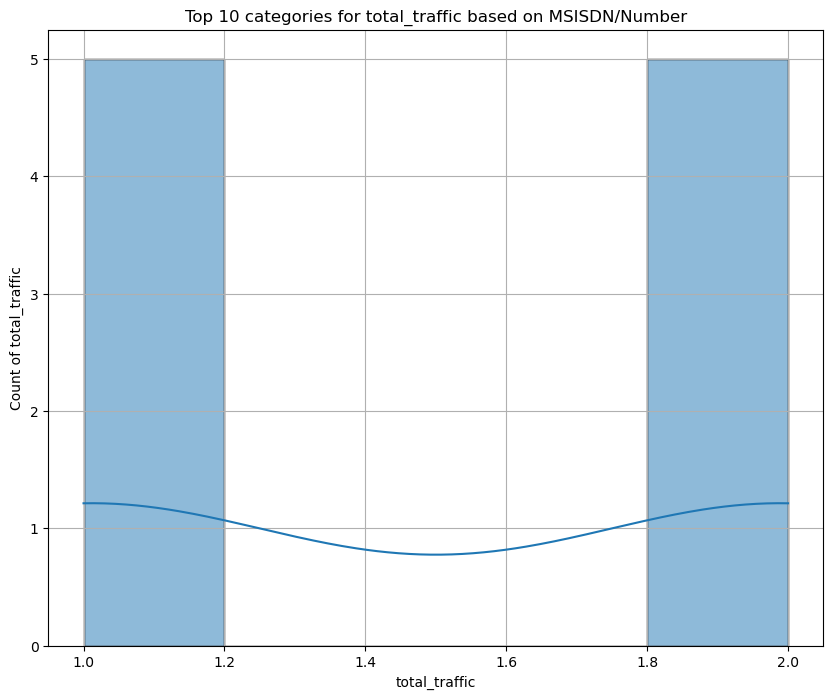 Top 10 categories for total_traffic based on MSISDN/Number
Count of total_traffic
5
4
3
2
1
0
1.0 1.2 1.4 1.6 1.8 2.0
total_traffic